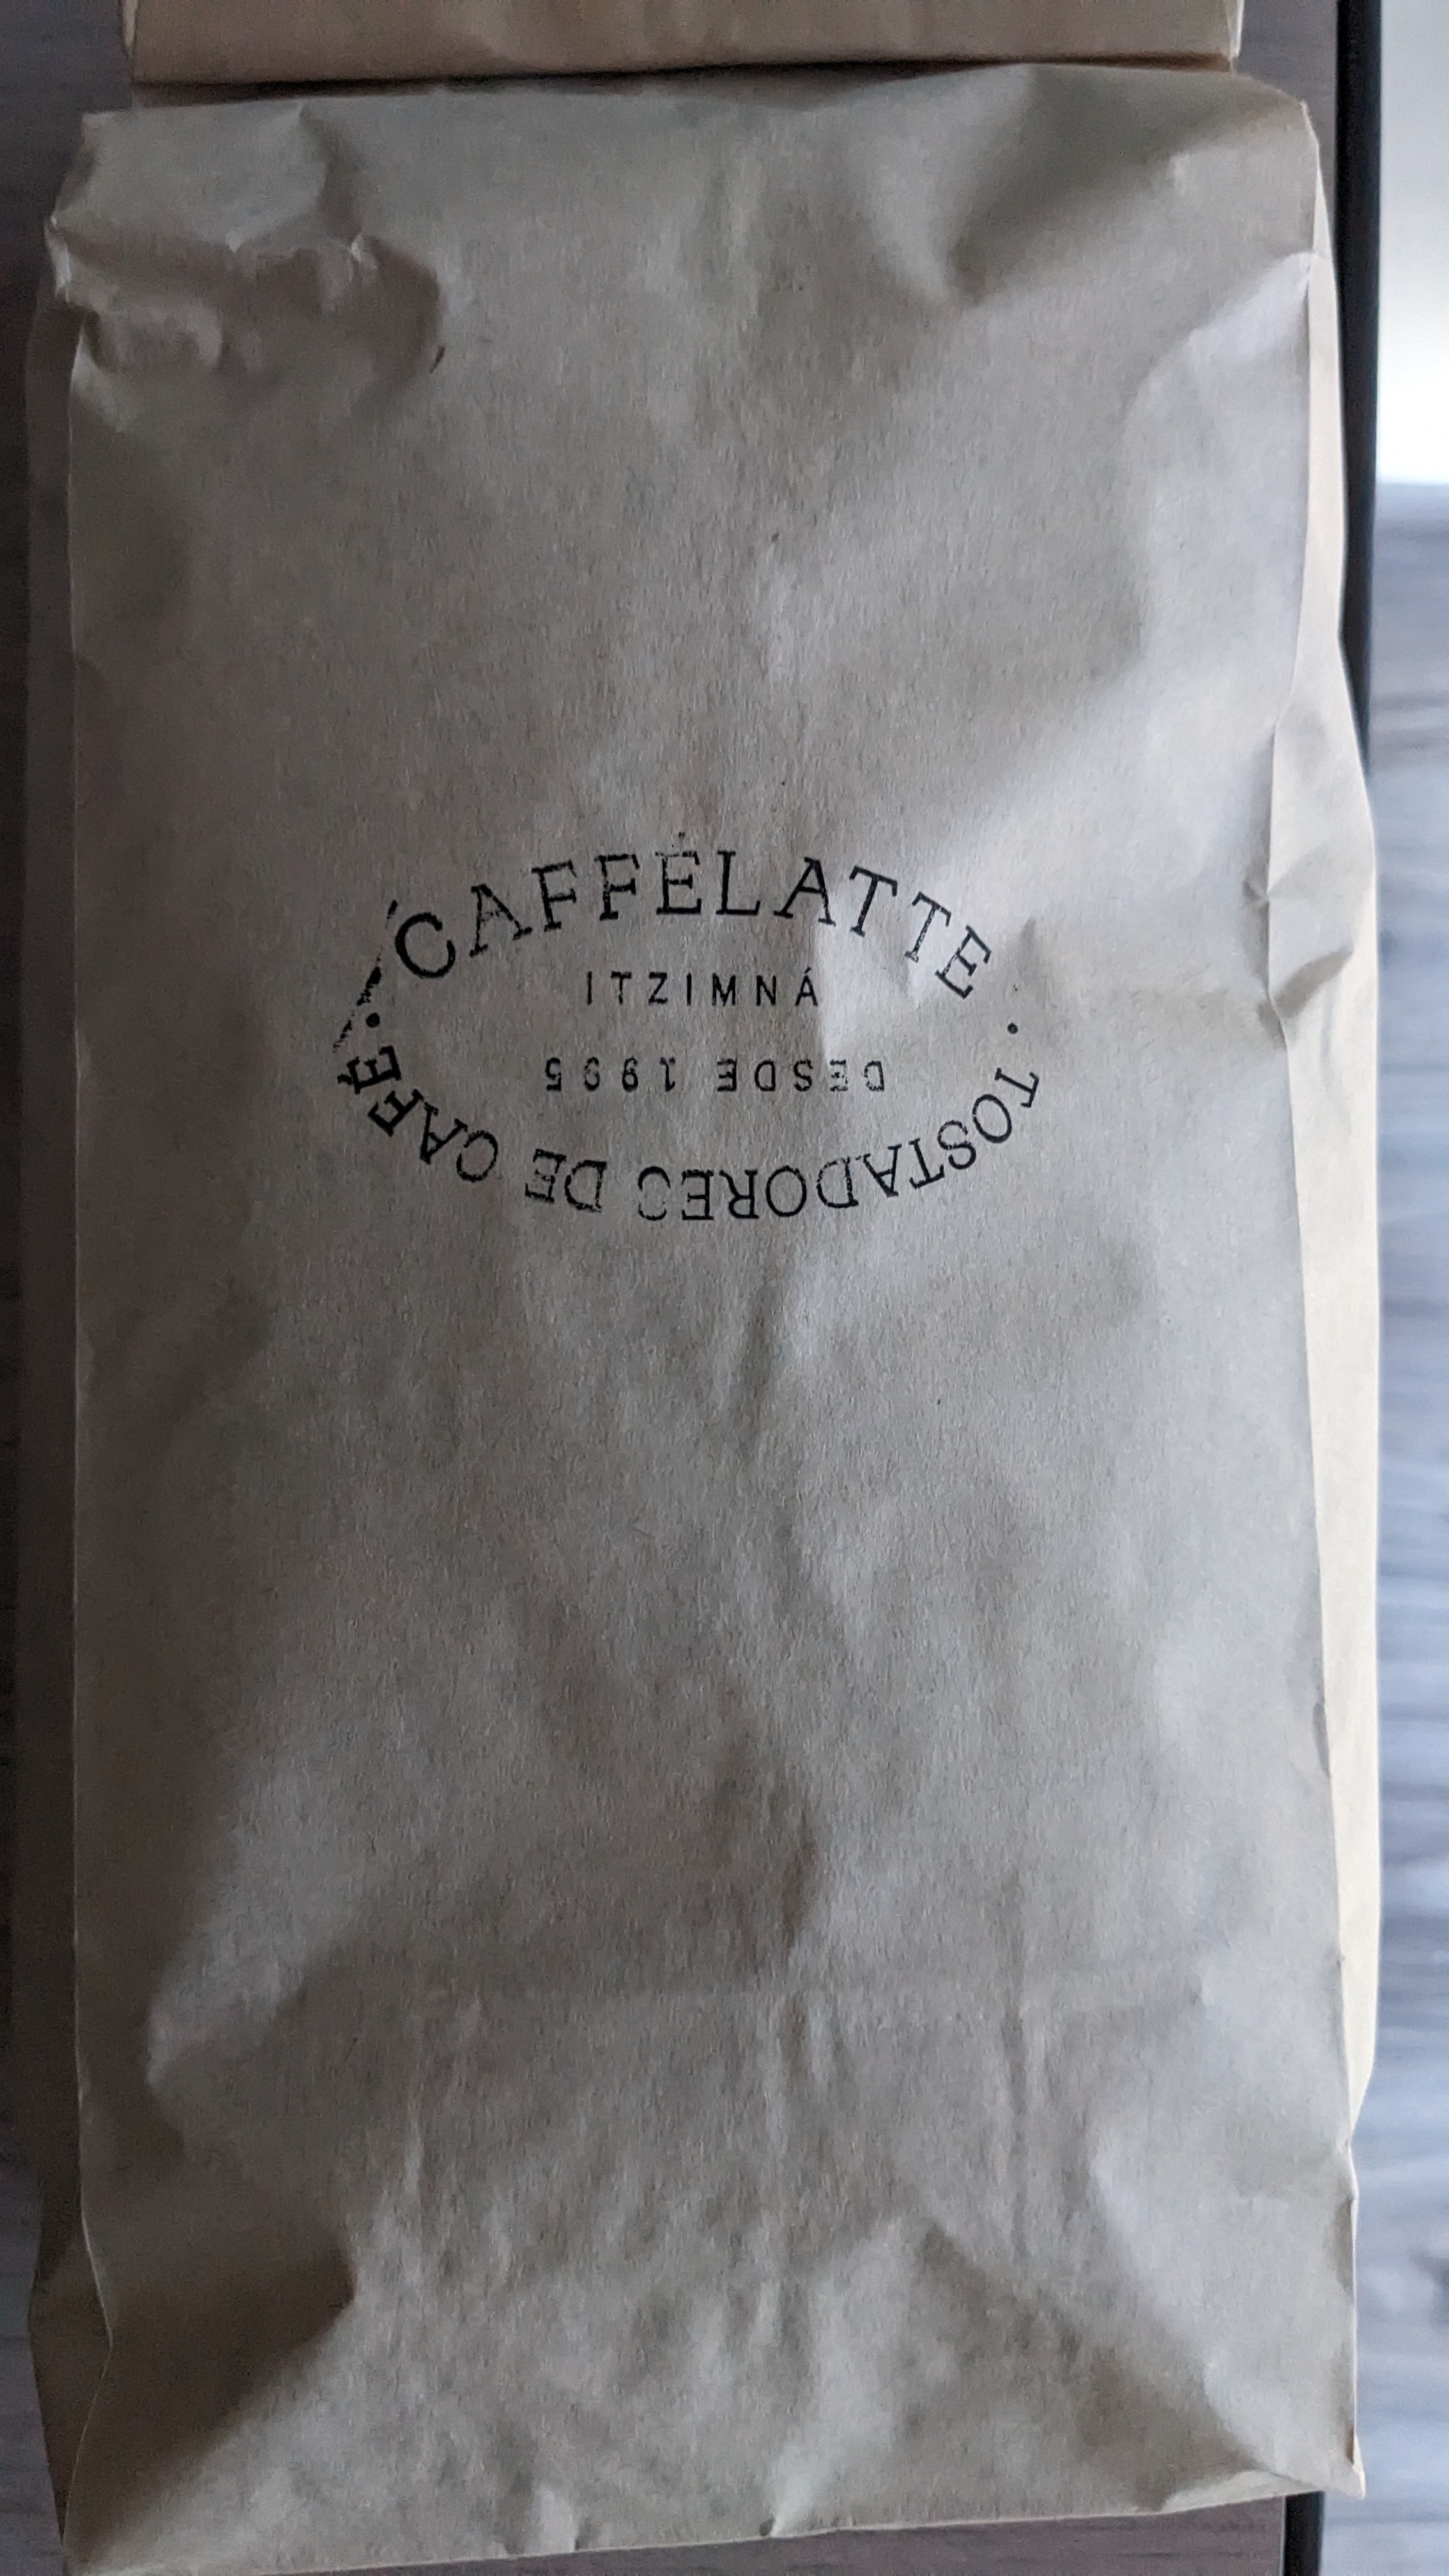 CAFFÉLATTE
ITZIMNÁ
DESDE 1995
· TOSTADORES DE CAFÉ ·